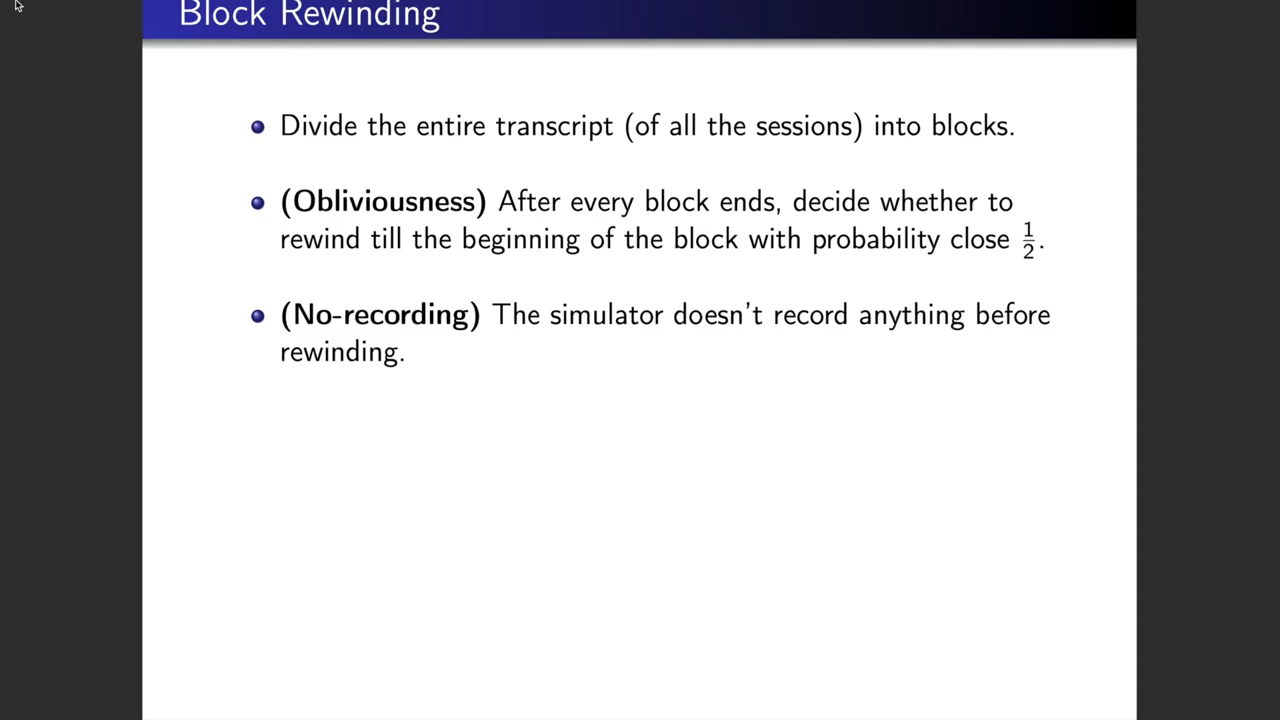 Block Rewinding
Divide the entire transcript (of all the sessions) into blocks.
(Obliviousness) After every block ends, decide whether to
rewind till the beginning of the block with probability close 1/2.
(No-recording) The simulator doesn't record anything before
rewinding.